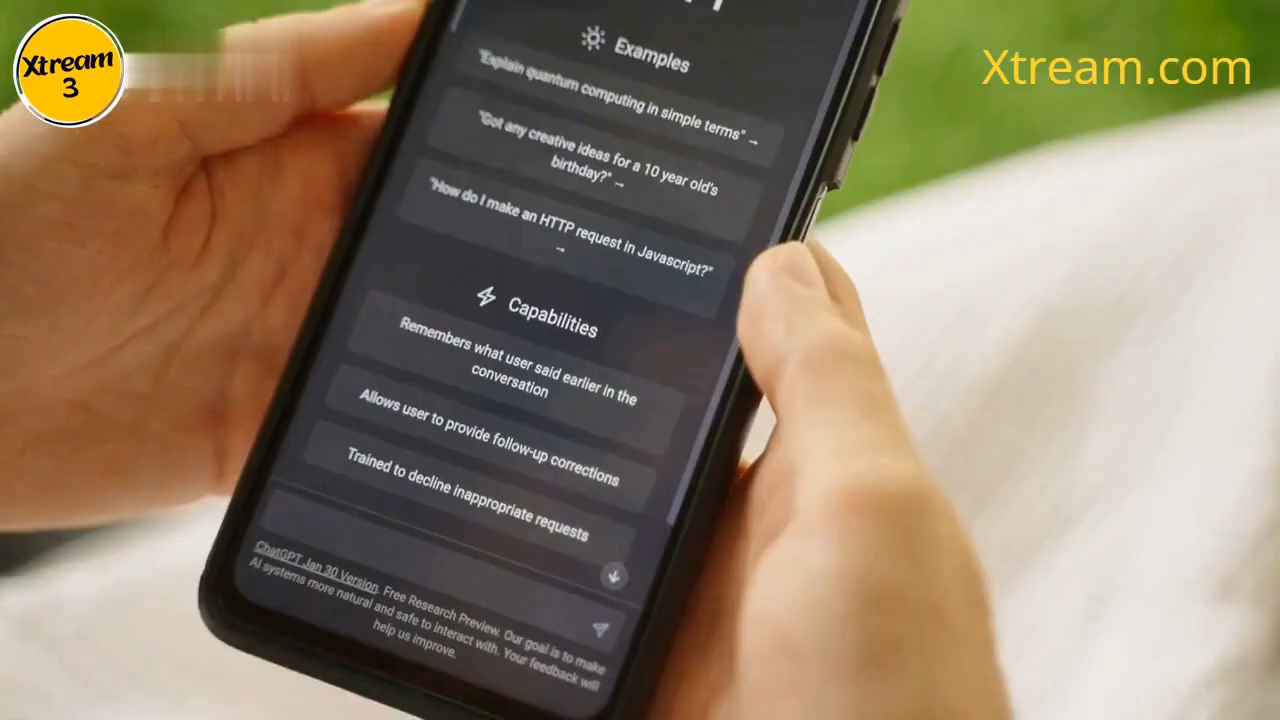 Xtream
3
Xtream.com
Examples
"Explain quantum computing in simple terms" →
"Got any creative ideas for a 10 year old's
birthday?" →
"How do I make an HTTP request in Javascript?"
→
Capabilities
Remembers what user said earlier in the
conversation
Allows user to provide follow-up corrections
Trained to decline inappropriate requests
ChatGPT Jan 30 Version. Free Research Preview. Our goal is to make
AI systems more natural and safe to interact with. Your feedback will
help us improve.